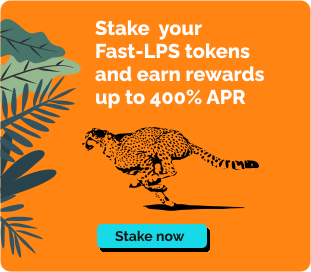 Stake your
Fast-LPS tokens
and earn rewards
up to 400% APR
Stake now